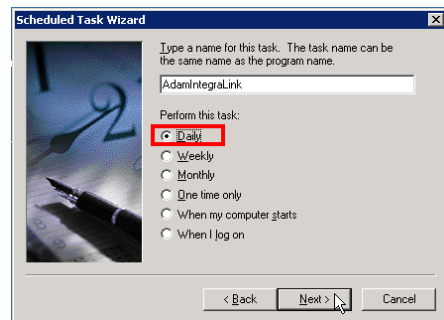 Scheduled Task Wizard
Type a name for this task. The task name can be
the same name as the program name.
AdamIntegraLink
Perform this task:
Daily
Weekly
Monthly
One time only
When my computer starts
When I log on
< Back
Next >
Cancel